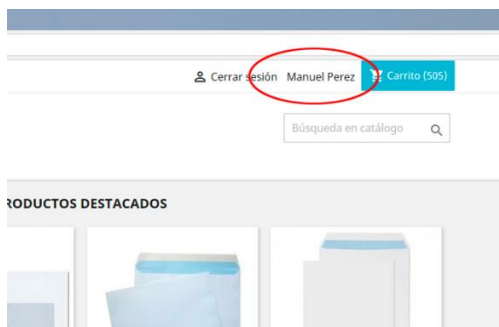 Cerrar sesión Manuel Perez Carrito (505)
Búsqueda en catálogo
RODUCTOS DESTACADOS